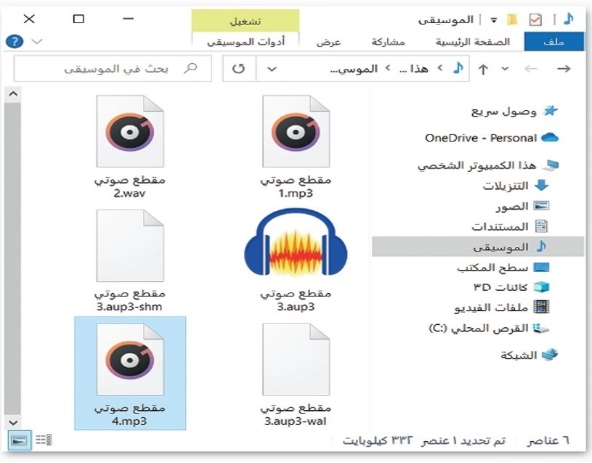 الموسيقى
تشغيل
ملف
الصفحة الرئيسية
مشاركة
عرض
أدوات الموسيقى
هذا ...
الموسي...
بحث في الموسيقى
وصول سريع
OneDrive - Personal
هذا الكمبيوتر الشخصي
التنزيلات
الصور
المستندات
الموسيقى
سطح المكتب
كائنات ٣D
ملفات الفيديو
القرص المحلي (C:)
الشبكة
مقطع صوتي
1.mp3
مقطع صوتي
2.wav
مقطع صوتي
3.aup3
مقطع صوتي
3.aup3-shm
مقطع صوتي
3.aup3-wal
مقطع صوتي
4.mp3
٦ عناصر
تم تحديد ١ عنصر ٣٣٢ كيلوبايت